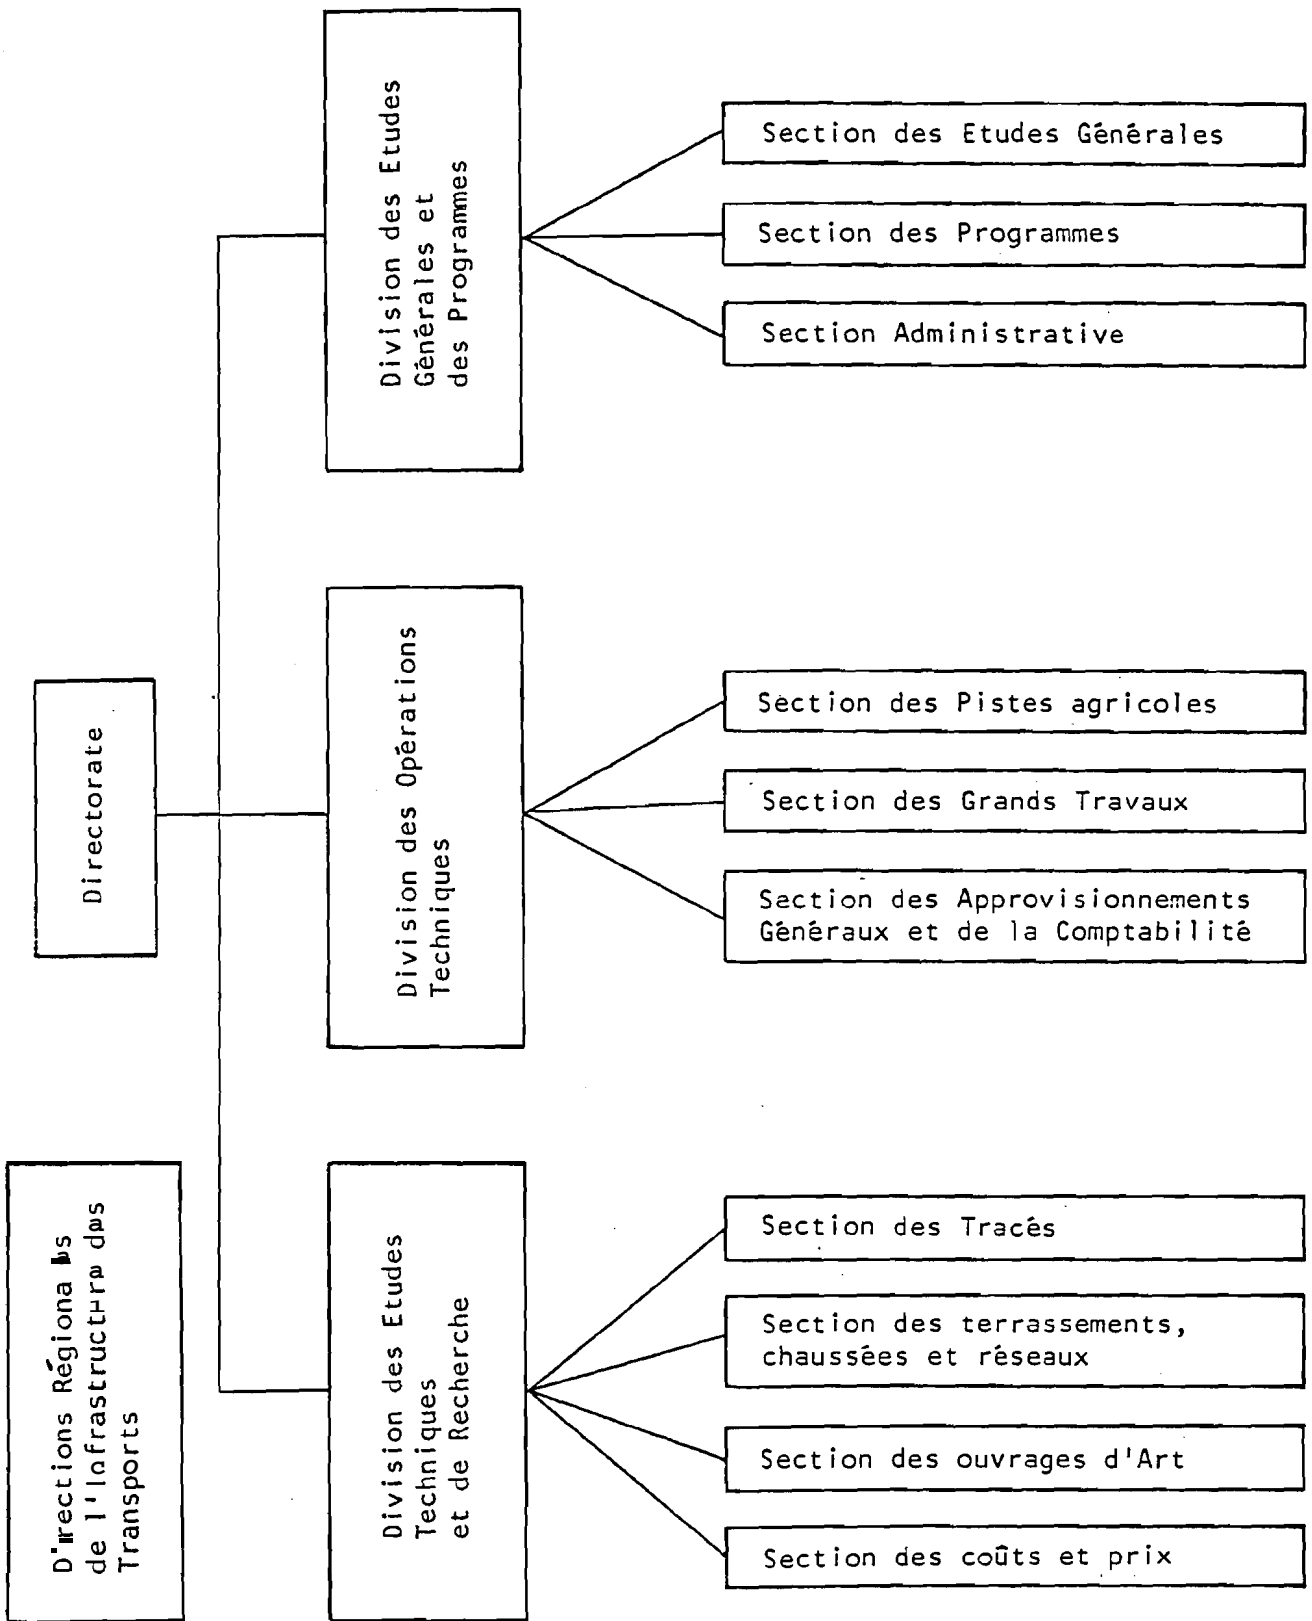 Directorate
Directions Régionales
de l'Infrastructure des
Transports
Division des Etudes
Générales et
des Programmes
Section des Etudes Générales
Section des Programmes
Section Administrative
Division des Opérations
Techniques
Section des Pistes agricoles
Section des Grands Travaux
Section des Approvisionnements
Généraux et de la Comptabilité
Division des Etudes
Techniques
et de Recherche
Section des Tracés
Section des terrassements,
chaussées et réseaux
Section des ouvrages d'Art
Section des coûts et prix